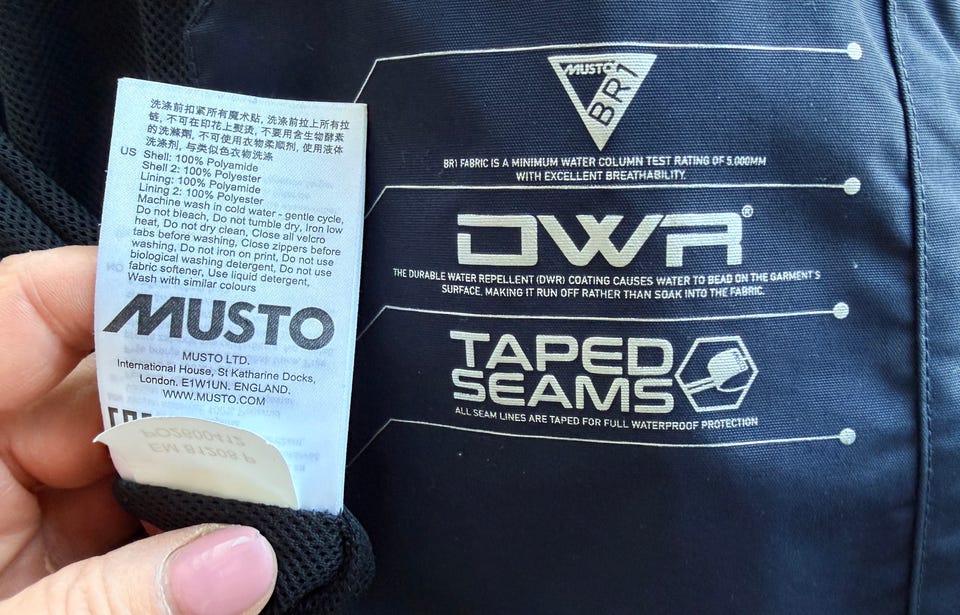 洗涤前扣紧所有魔术贴, 洗涤前拉上所有拉
链, 不可在印花上熨烫, 不要用含生物酵素
的洗滌劑, 不可使用衣物柔顺剂, 使用液体
洗涤剂, 与类似色衣物洗涤
US Shell: 100% Polyamide
Shell 2: 100% Polyester
Lining: 100% Polyamide
Lining 2: 100% Polyester
Machine wash in cold water - gentle cycle,
Do not bleach, Do not tumble dry, Iron low
heat, Do not dry clean, Close all velcro
tabs before washing, Close zippers before
washing, Do not iron on print, Do not use
biological washing detergent, Do not use
fabric softener, Use liquid detergent,
Wash with similar colours
MUSTO
MUSTO LTD.
International House, St Katharine Docks,
London. E1W1UN. ENGLAND.
WWW.MUSTO.COM
PO2600412
EM 81208 P
MUSTO
BR1
BR1 FABRIC IS A MINIMUM WATER COLUMN TEST RATING OF 5,000MM
WITH EXCELLENT BREATHABILITY.
DWR®
THE DURABLE WATER REPELLENT (DWR) COATING CAUSES WATER TO BEAD ON THE GARMENT'S
SURFACE, MAKING IT RUN OFF RATHER THAN SOAK INTO THE FABRIC.
TAPED
SEAMS
ALL SEAM LINES ARE TAPED FOR FULL WATERPROOF PROTECTION